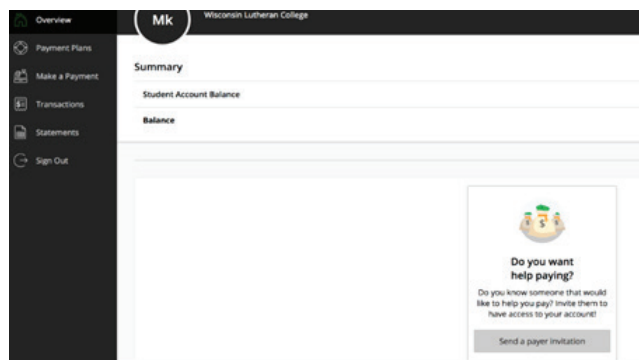 Overview
Payment Plans
Make a Payment
Transactions
Statements
Sign Out
Mk
Wisconsin Lutheran College
Summary
Student Account Balance
Balance
Do you want
help paying?
Do you know someone that would
like to help you pay? Invite them to
have access to your account!
Send a payer invitation